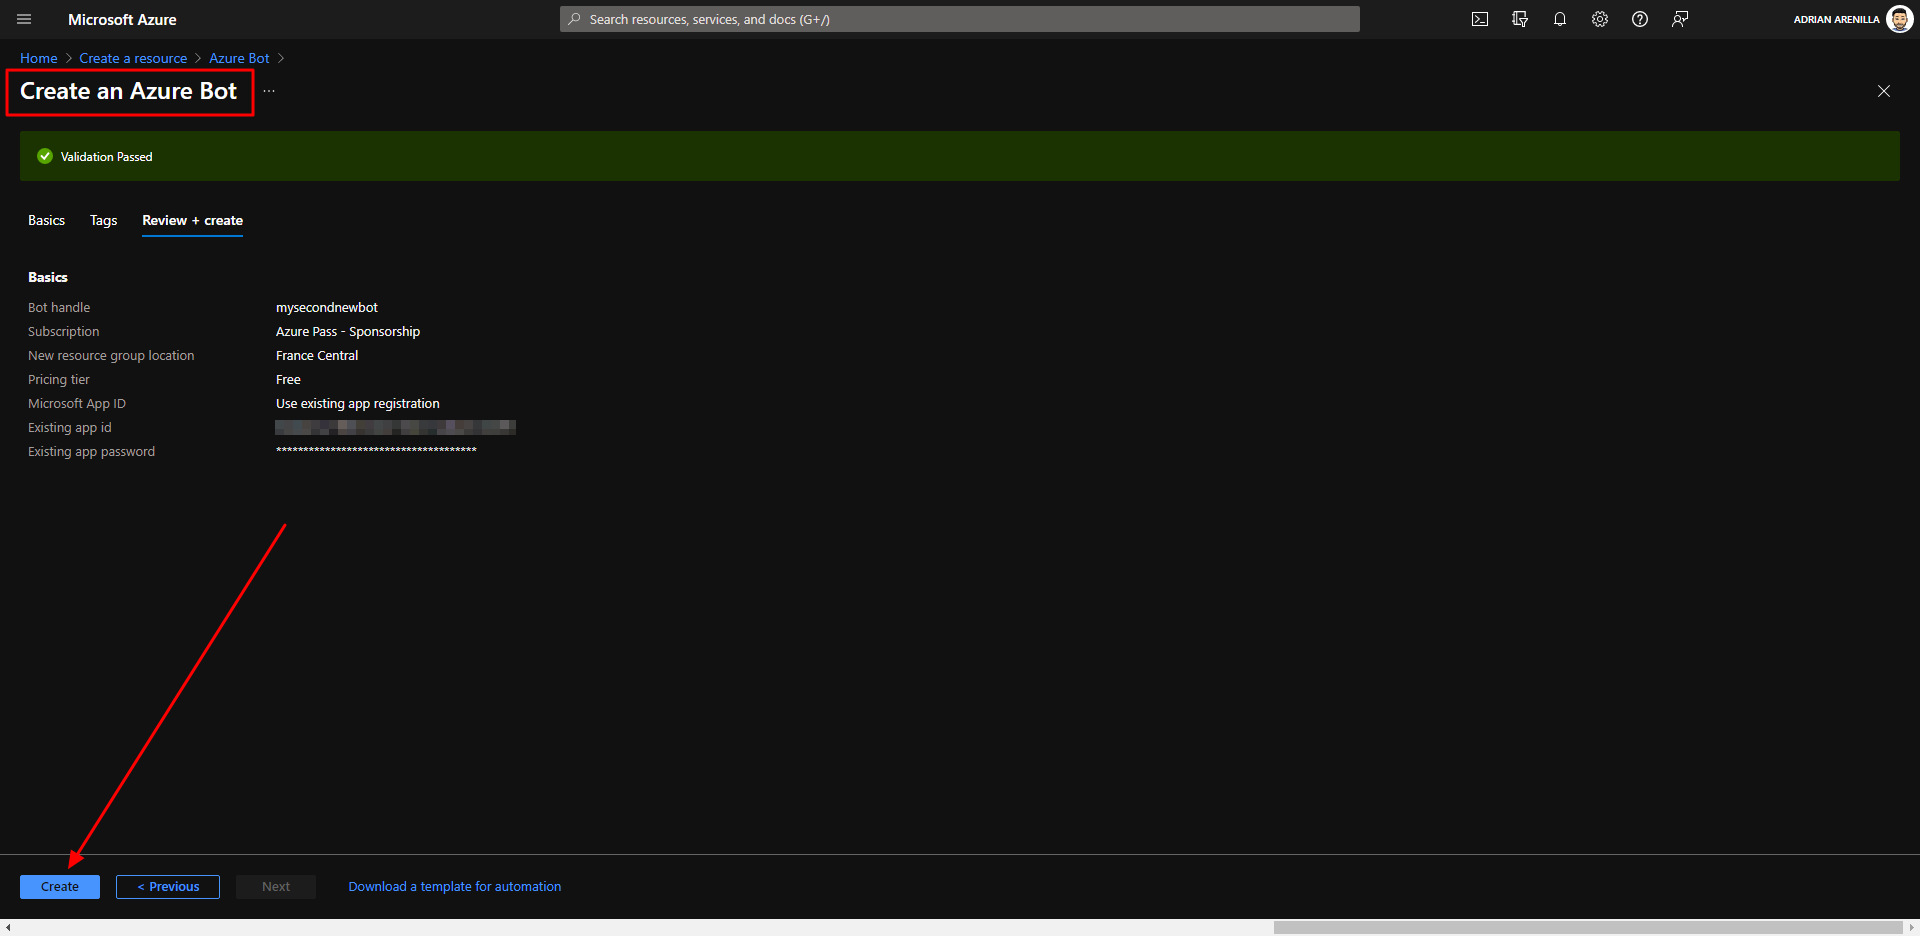 Microsoft Azure
Search resources, services, and docs (G+/)
ADRIAN ARENILLA
Home > Create a resource > Azure Bot >
Create an Azure Bot ...
Validation Passed
Basics Tags Review + create
Basics
Bot handle mysecondnewbot
Subscription Azure Pass - Sponsorship
New resource group location France Central
Pricing tier Free
Microsoft App ID Use existing app registration
Existing app id
Existing app password *************************************
Create < Previous Next Download a template for automation